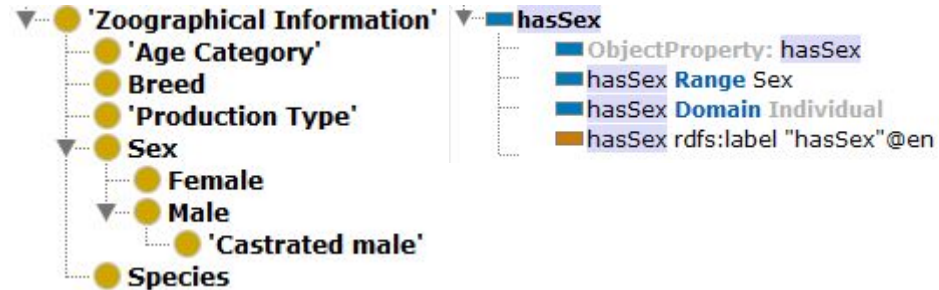 'Zoographical Information'
'Age Category'
Breed
'Production Type'
Sex
Female
Male
'Castrated male'
Species
hasSex
ObjectProperty: hasSex
hasSex Range Sex
hasSex Domain Individual
hasSex rdfs:label "hasSex"@en